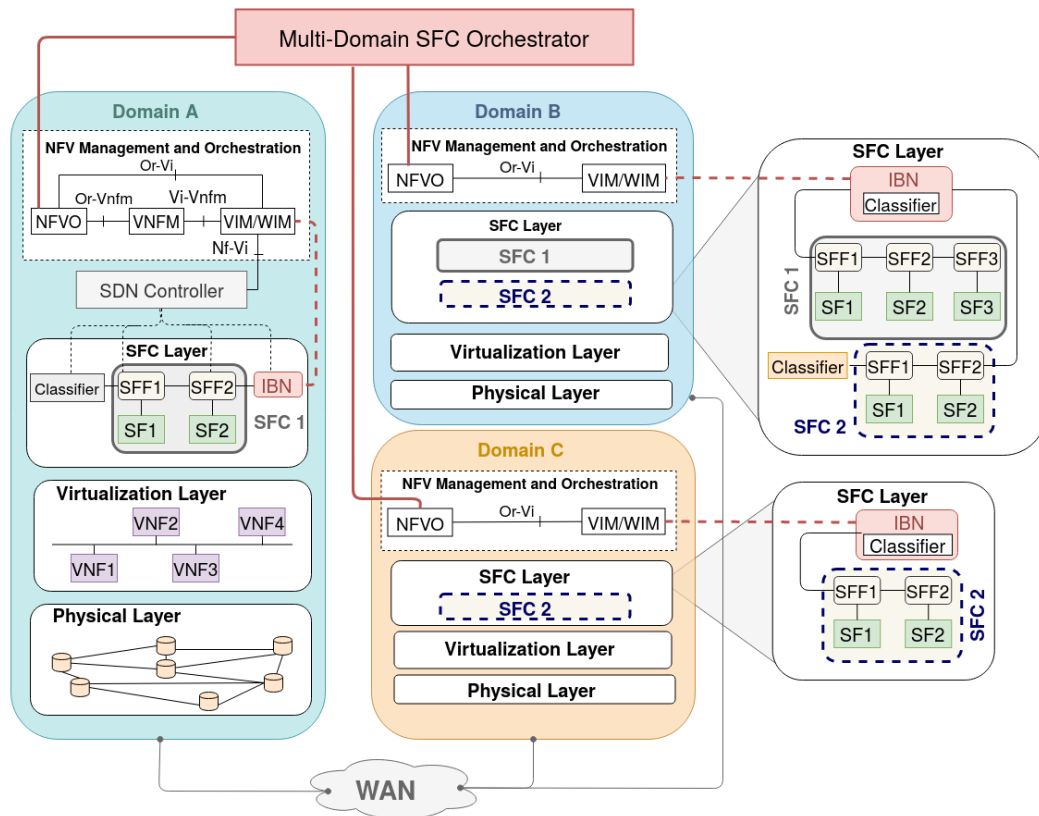 Multi-Domain SFC Orchestrator
Domain A
NFV Management and Orchestration
Or-Vi
Or-Vnfm
Vi-Vnfm
NFVO
VNFM
VIM/WIM
Nf-Vi
SDN Controller
SFC Layer
Classifier
SFF1
SFF2
IBN
SF1
SF2
SFC 1
Virtualization Layer
VNF2
VNF4
VNF1
VNF3
Physical Layer
Domain B
NFV Management and Orchestration
NFVO
Or-Vi
VIM/WIM
SFC Layer
SFC 1
SFC 2
Virtualization Layer
Physical Layer
SFC Layer
IBN
Classifier
SFC 1
SFF1
SFF2
SFF3
SF1
SF2
SF3
Classifier
SFF1
SFF2
SF1
SF2
SFC 2
Domain C
NFV Management and Orchestration
NFVO
Or-Vi
VIM/WIM
SFC Layer
SFC 2
Virtualization Layer
Physical Layer
SFC Layer
IBN
Classifier
SFF1
SFF2
SF1
SF2
SFC 2
WAN